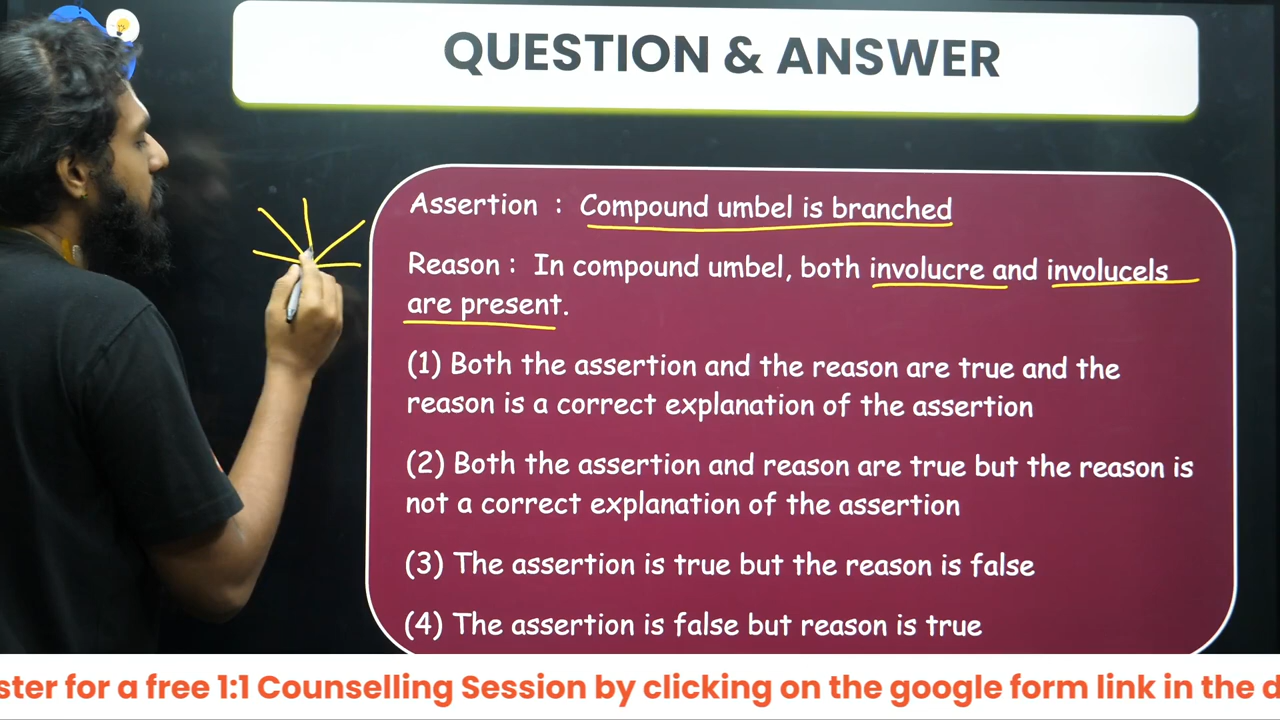 QUESTION & ANSWER
Assertion : Compound umbel is branched
Reason : In compound umbel, both involucre and involucels
are present.
(1) Both the assertion and the reason are true and the
reason is a correct explanation of the assertion
(2) Both the assertion and reason are true but the reason is
not a correct explanation of the assertion
(3) The assertion is true but the reason is false
(4) The assertion is false but reason is true
for a free 1:1 Counselling Session by clicking on the google form link in the